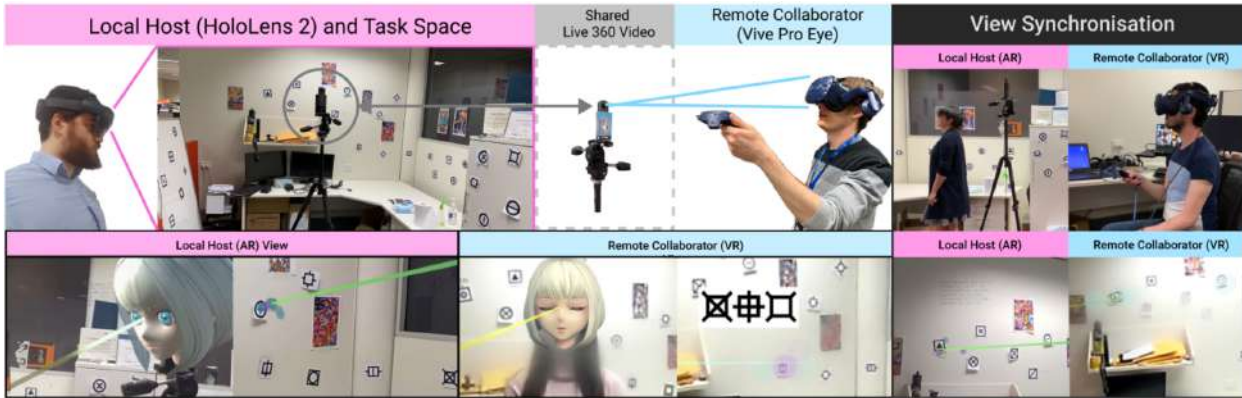 Local Host (HoloLens 2) and Task Space
Shared
Live 360 Video
Remote Collaborator
(Vive Pro Eye)
View Synchronisation
Local Host (AR)
Remote Collaborator (VR)
Local Host (AR) View
Remote Collaborator (VR)
Local Host (AR)
Remote Collaborator (VR)